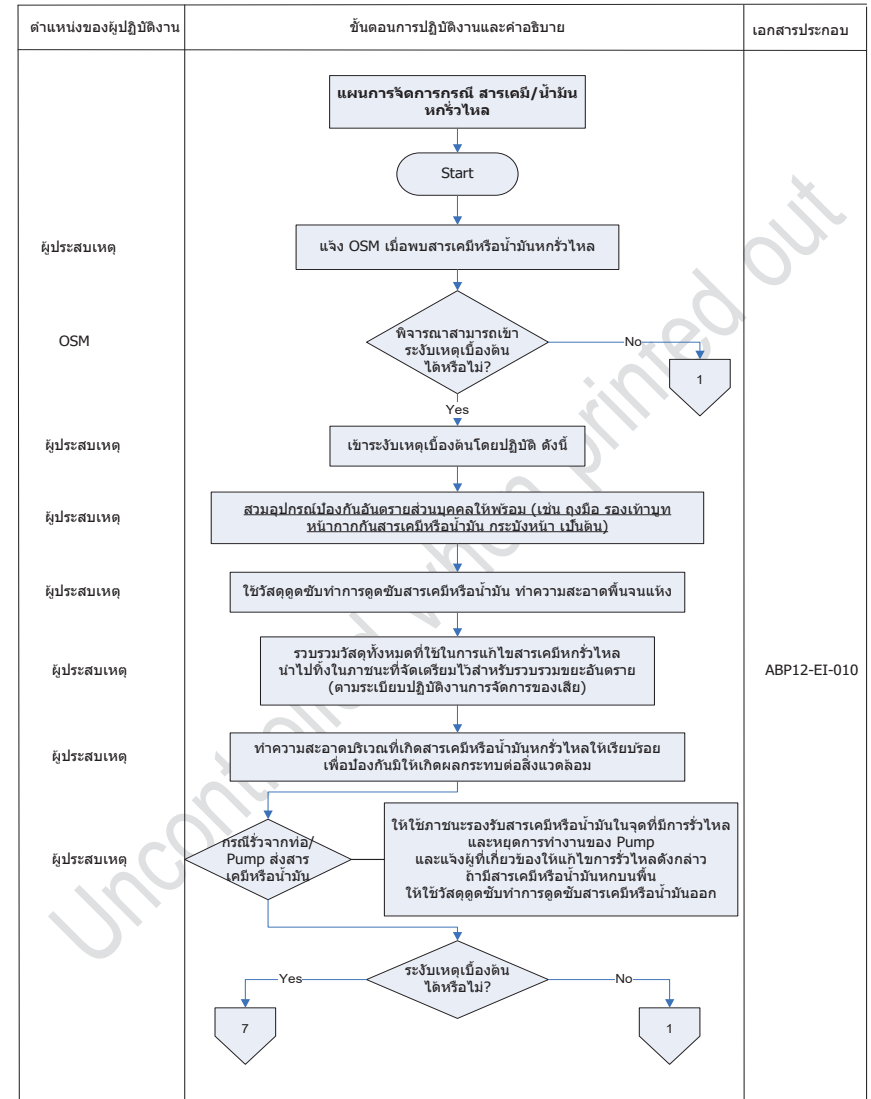 ตำแหน่งของผู้ปฏิบัติงาน
ขั้นตอนการปฏิบัติงานและคำอธิบาย
เอกสารประกอบ
แผนการจัดการกรณี สารเคมี/น้ำมัน
หกรั่วไหล
Start
ผู้ประสบเหตุ
แจ้ง OSM เมื่อพบสารเคมีหรือน้ำมันหกรั่วไหล
OSM
พิจารณาสามารถเข้า
ระงับเหตุเบื้องต้น
ได้หรือไม่?
No
1
Yes
ผู้ประสบเหตุ
เข้าระงับเหตุเบื้องต้นโดยปฏิบัติ ดังนี้
ผู้ประสบเหตุ
สวมอุปกรณ์ป้องกันอันตรายส่วนบุคคลให้พร้อม (เช่น ถุงมือ รองเท้าบูท
หน้ากากกันสารเคมีหรือน้ำมัน กระบังหน้า เป็นต้น)
ผู้ประสบเหตุ
ใช้วัสดุดูดซับทำการดูดซับสารเคมีหรือน้ำมัน ทำความสะอาดพื้นจนแห้ง
ผู้ประสบเหตุ
รวบรวมวัสดุทั้งหมดที่ใช้ในการแก้ไขสารเคมีหกรั่วไหล
นำไปทิ้งในภาชนะที่จัดเตรียมไว้สำหรับรวบรวมขยะอันตราย
(ตามระเบียบปฏิบัติงานการจัดการของเสีย)
ABP12-EI-010
ผู้ประสบเหตุ
ทำความสะอาดบริเวณที่เกิดสารเคมีหรือน้ำมันหกรั่วไหลให้เรียบร้อย
เพื่อป้องกันมิให้เกิดผลกระทบต่อสิ่งแวดล้อม
ผู้ประสบเหตุ
กรณีรั่วจากท่อ/
Pump ส่งสาร
เคมีหรือน้ำมัน
ให้ใช้ภาชนะรองรับสารเคมีหรือน้ำมันในจุดที่มีการรั่วไหล
และหยุดการทำงานของ Pump
และแจ้งผู้ที่เกี่ยวข้องให้แก้ไขการรั่วไหลดังกล่าว
ถ้ามีสารเคมีหรือน้ำมันหกบนพื้น
ให้ใช้วัสดุดูดซับทำการดูดซับสารเคมีหรือน้ำมันออก
ระงับเหตุเบื้องต้น
ได้หรือไม่?
Yes
No
7
1
Uncontrolled when printed out